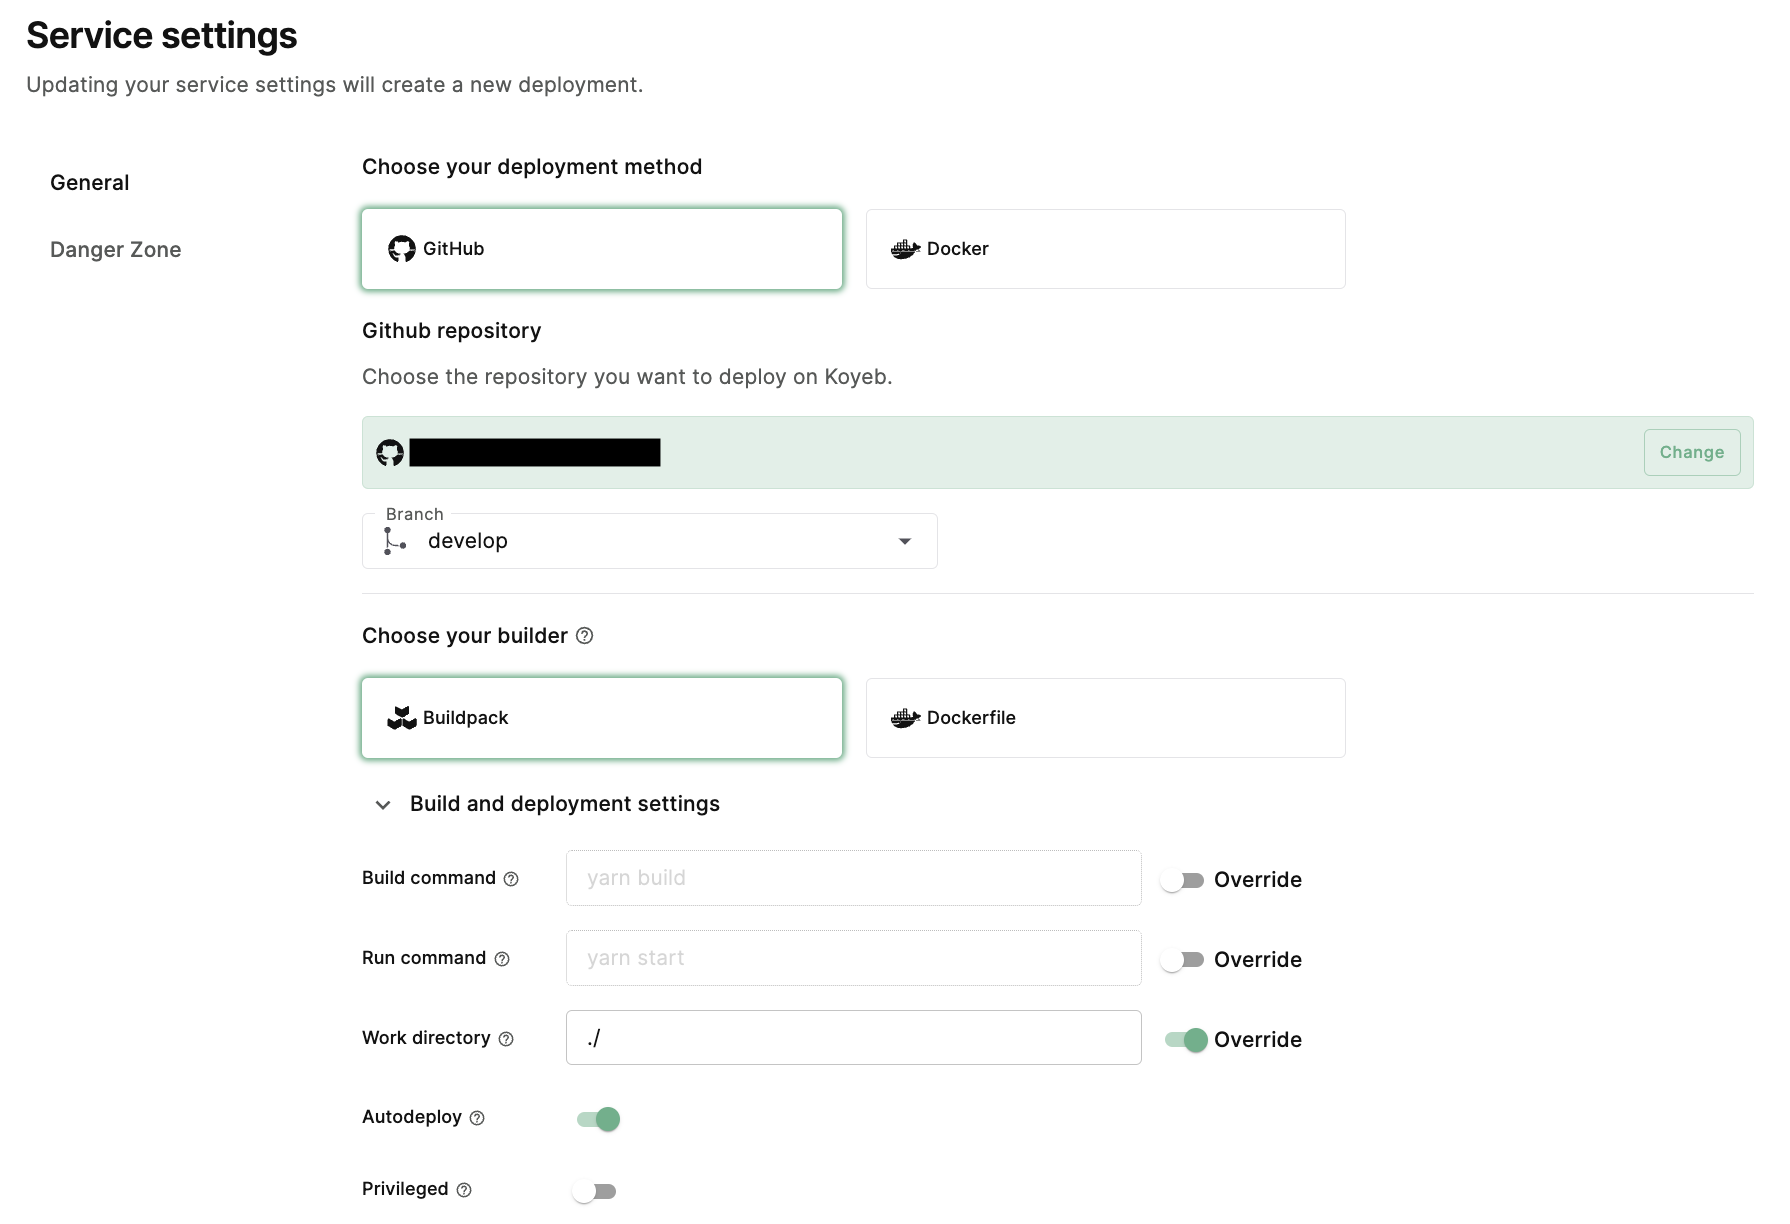 Service settings
Updating your service settings will create a new deployment.
General
Danger Zone
Choose your deployment method
GitHub
Docker
Github repository
Choose the repository you want to deploy on Koyeb.
Change
Branch
develop
Choose your builder
Buildpack
Dockerfile
Build and deployment settings
Build command
yarn build
Override
Run command
yarn start
Override
Work directory
./
Override
Autodeploy
Privileged